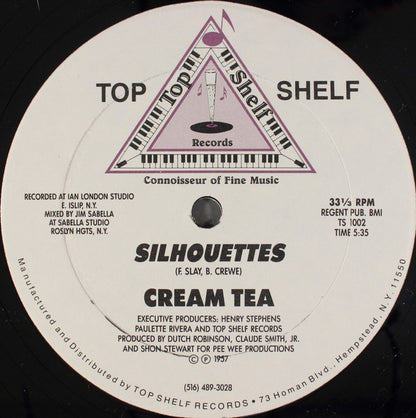 TOP SHELF
Top Shelf
Records
Connoisseur of Fine Music
RECORDED AT IAN LONDON STUDIO
E. ISLIP, N.Y.
MIXED BY JIM SABELLA
AT SABELLA STUDIO
ROSLYN HGTS, N.Y.
33⅓ RPM
REGENT PUB. BMI
TS 1002
TIME 5:35
SILHOUETTES
(F. SLAY, B. CREWE)
CREAM TEA
EXECUTIVE PRODUCERS: HENRY STEPHENS
PAULETTE RIVERA AND TOP SHELF RECORDS
PRODUCED BY DUTCH ROBINSON, CLAUDE SMITH, JR.
AND SHON STEWART FOR PEE WEE PRODUCTIONS
© ℗ 1957
(516) 489-3028
Manufactured and Distributed by TOP SHELF RECORDS • 73 Homan Blvd., Hempstead, N.Y. 11550